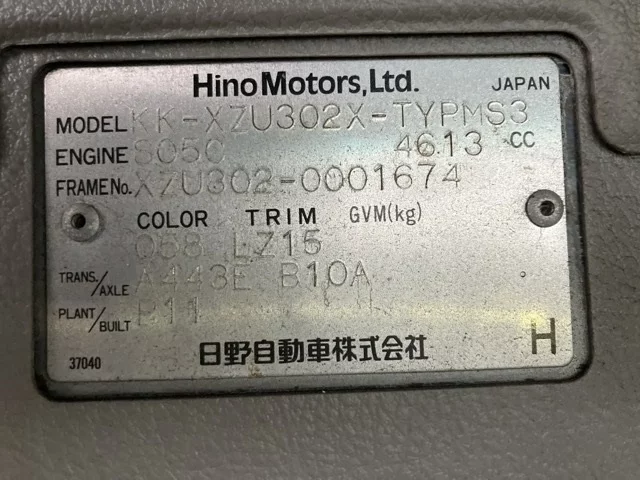 Hino Motors, Ltd. JAPAN
MODEL KK-XZU302X-TYPMS3
ENGINE S05C 4613 CC
FRAME No. XZU302-0001674
COLOR TRIM GVM(kg)
058 LZ15
TRANS./AXLE A443E B10A
PLANT/BUILT P11
日野自動車株式会社 H
37040